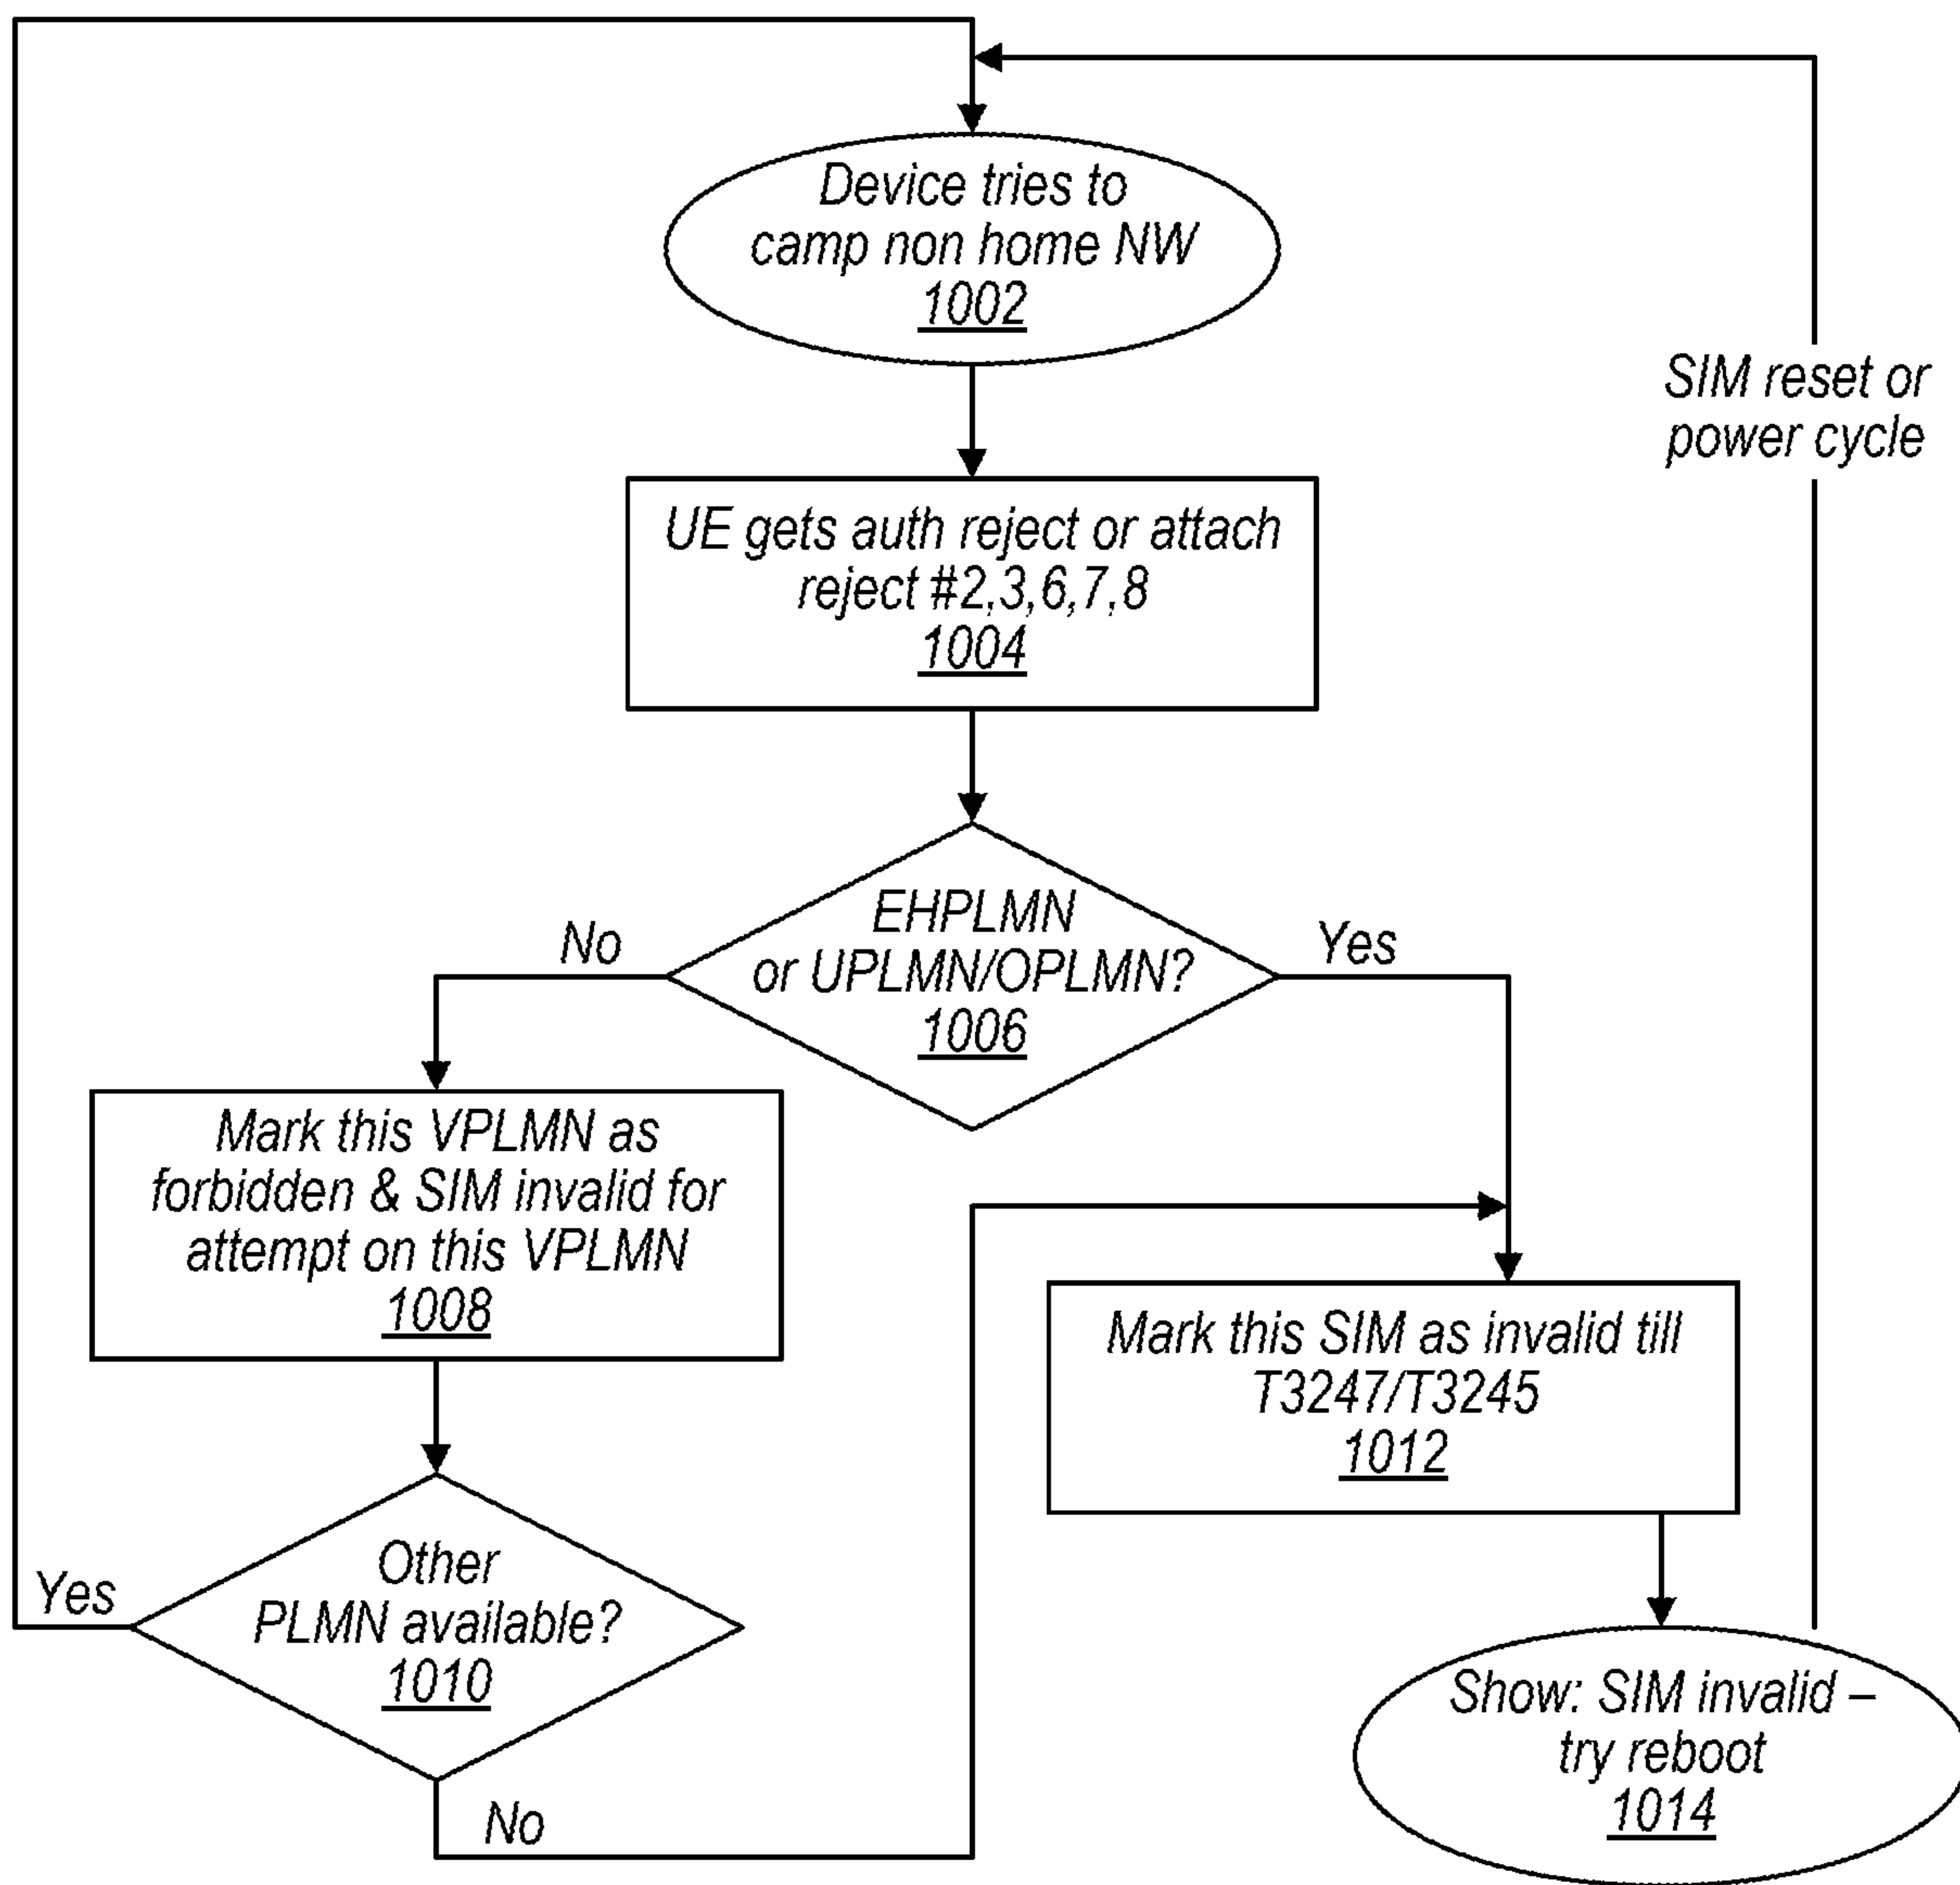 Device tries to
camp non home NW
1002
SIM reset or
power cycle
UE gets auth reject or attach
reject #2,3,6,7,8
1004
EHPLMN
or UPLMN/OPLMN?
1006
No
Yes
Mark this VPLMN as
forbidden & SIM invalid for
attempt on this VPLMN
1008
Mark this SIM as invalid till
T3247/T3245
1012
Other
PLMN available?
1010
Yes
No
Show: SIM invalid –
try reboot
1014